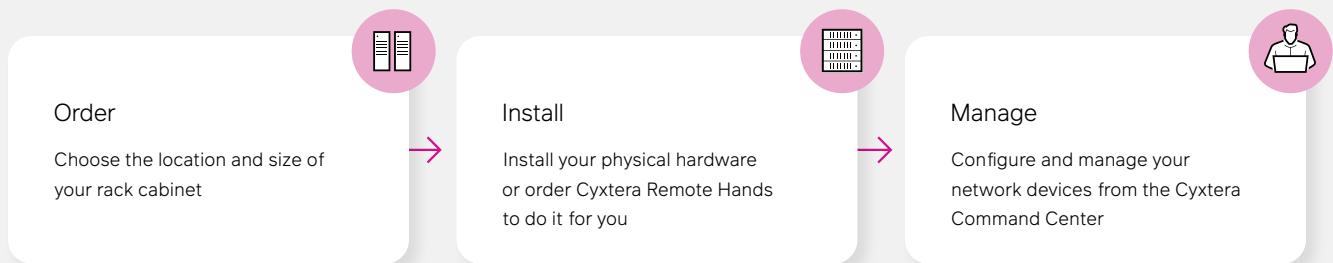 Order
Choose the location and size of
your rack cabinet
Install
Install your physical hardware
or order Cyxtera Remote Hands
to do it for you
Manage
Configure and manage your
network devices from the Cyxtera
Command Center